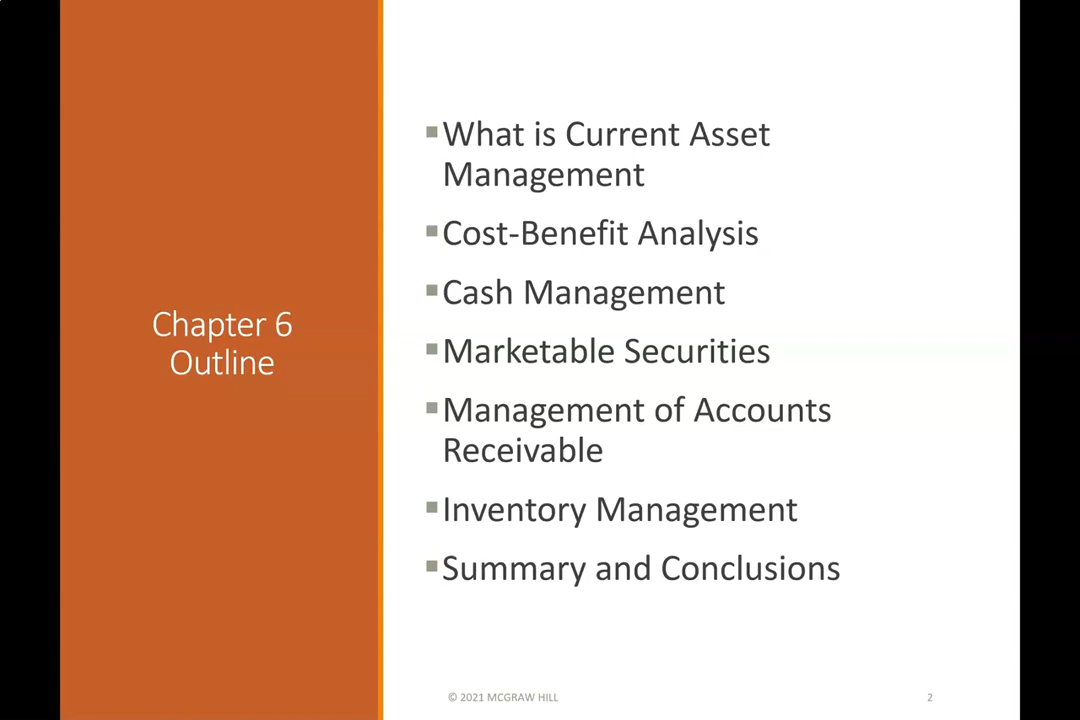 Chapter 6
Outline
▪What is Current Asset
Management
▪Cost-Benefit Analysis
▪Cash Management
▪Marketable Securities
▪Management of Accounts
Receivable
▪Inventory Management
▪Summary and Conclusions
© 2021 MCGRAW HILL
2